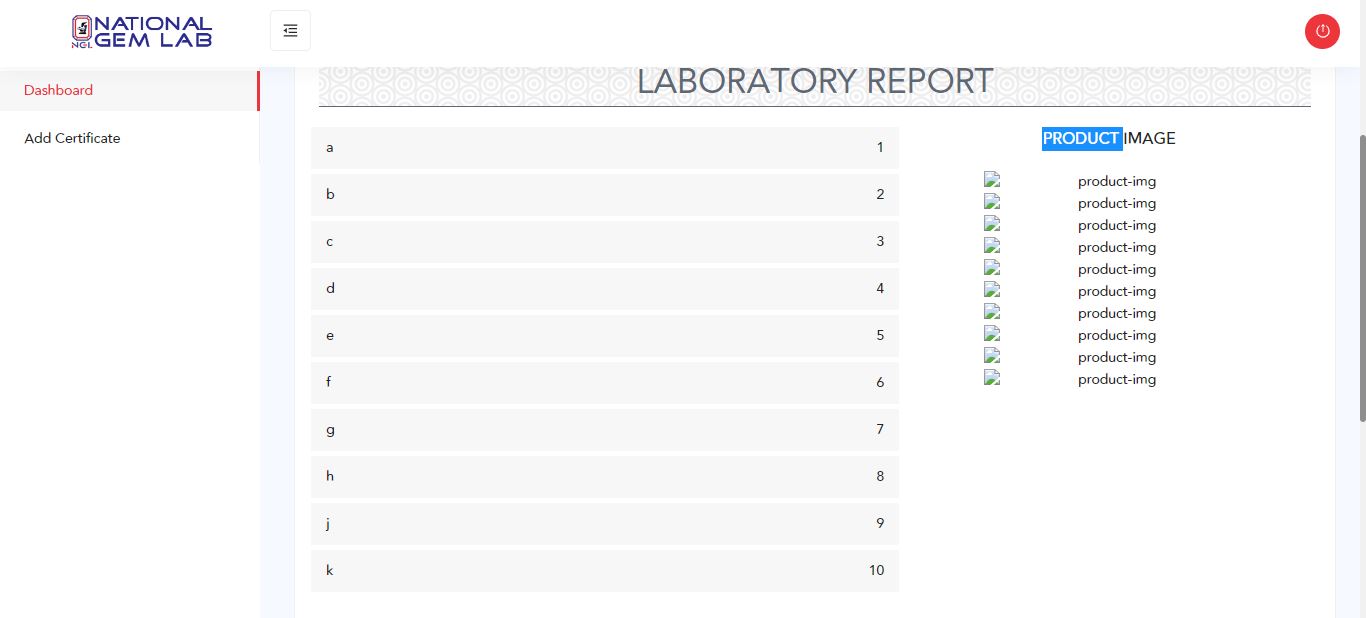 NATIONAL
GEM LAB
NGL
Dashboard
Add Certificate
LABORATORY REPORT
a 1
b 2
c 3
d 4
e 5
f 6
g 7
h 8
j 9
k 10
PRODUCT IMAGE
product-img
product-img
product-img
product-img
product-img
product-img
product-img
product-img
product-img
product-img